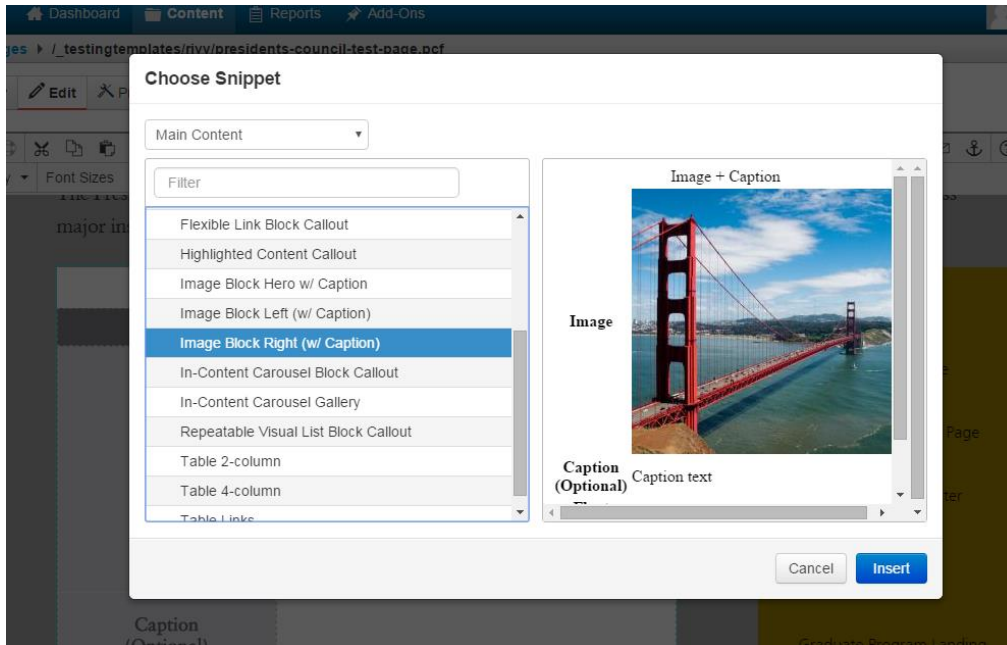 Dashboard Content Reports Add-Ons
ges /_testingtemplates/rivv/presidents-council-test-page.pcf
Edit P
Choose Snippet
Main Content
Font Sizes
Filter
major in
Flexible Link Block Callout
Highlighted Content Callout
Image Block Hero w/ Caption
Image Block Left (w/ Caption)
Image Block Right (w/ Caption)
In-Content Carousel Block Callout
In-Content Carousel Gallery
Repeatable Visual List Block Callout
Table 2-column
Table 4-column
Table Links
Image + Caption
Image
Caption
(Optional)
Caption text
Page
ter
Cancel Insert
Caption
(Optional)
Graduate Program Landing